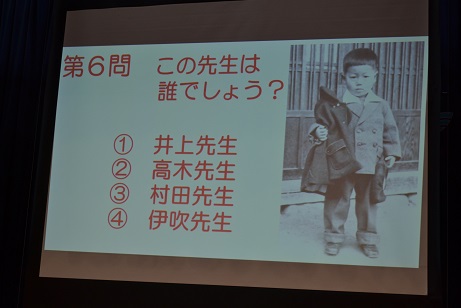 第6問 この先生は
誰でしょう？
① 井上先生
② 高木先生
③ 村田先生
④ 伊吹先生